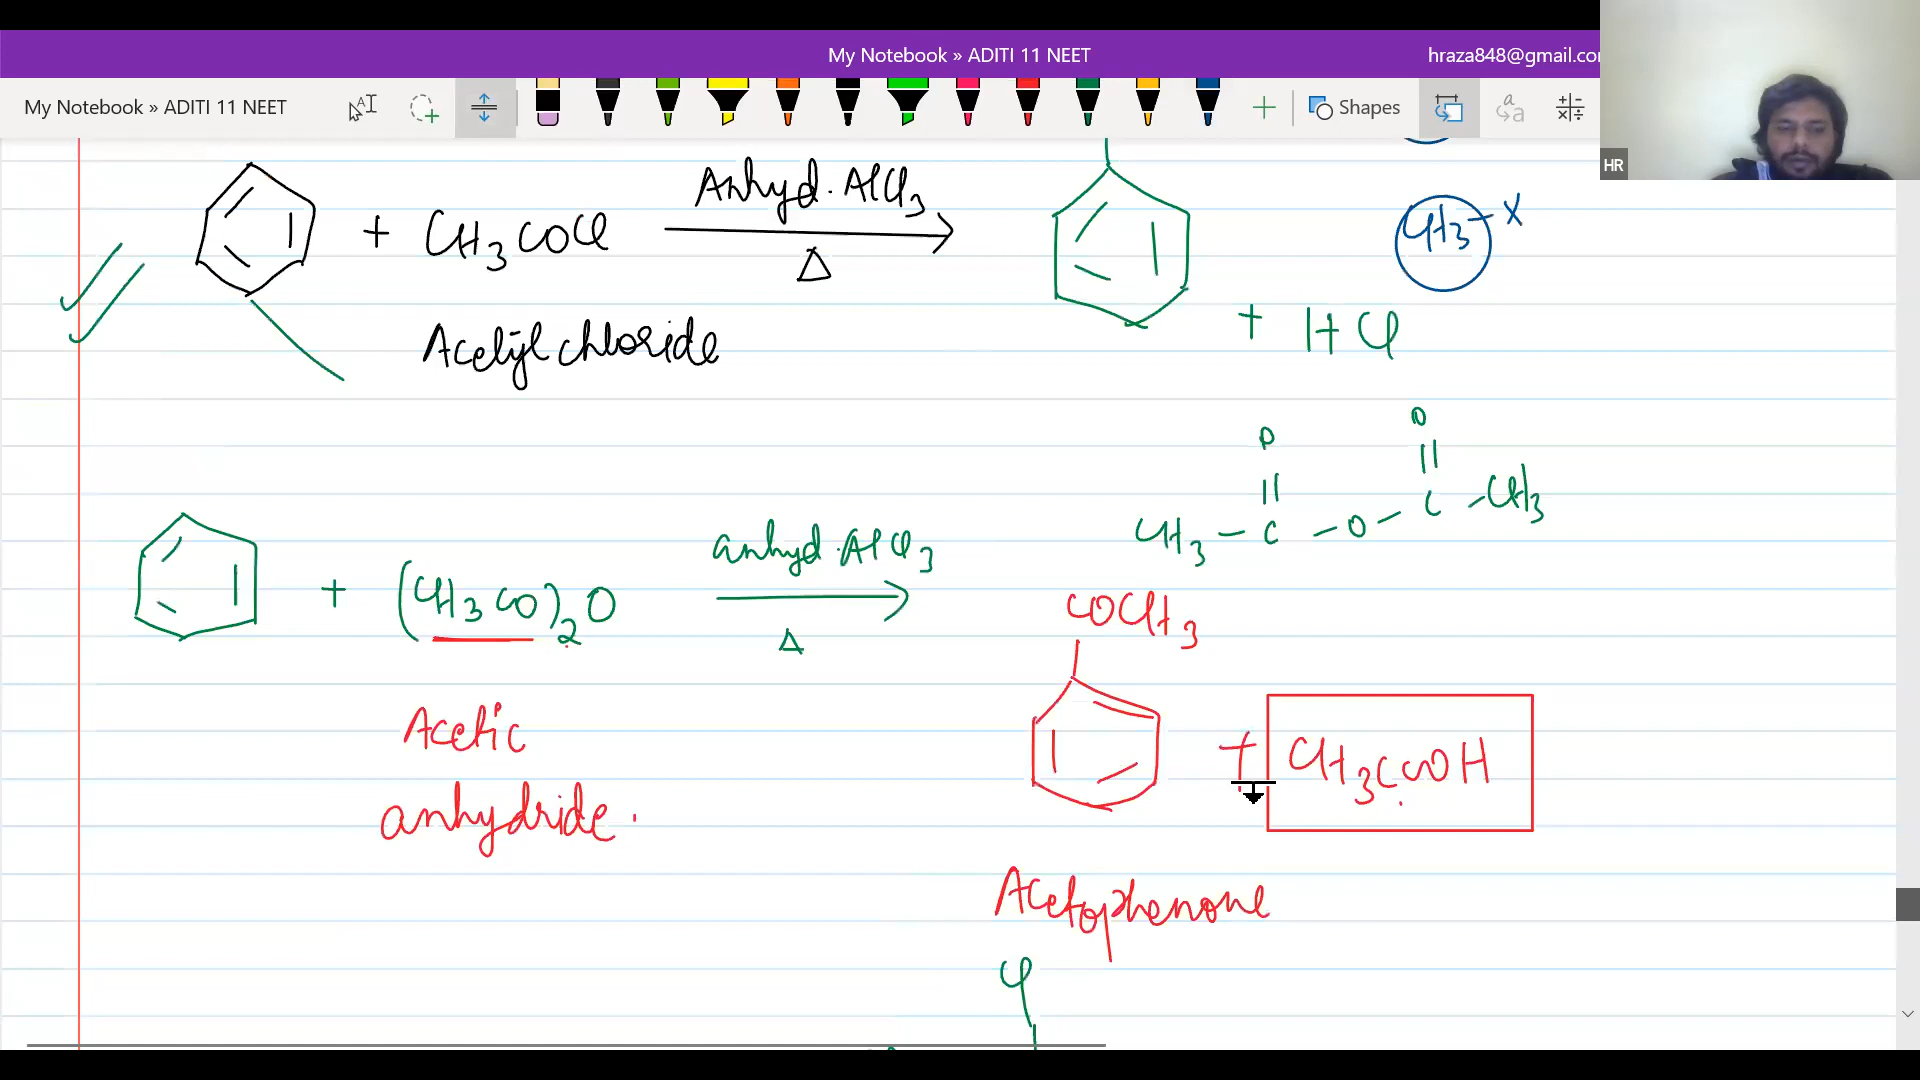 My Notebook » ADITI 11 NEET
hraza848@gmail.co
My Notebook » ADITI 11 NEET
Shapes
HR
+ CH3COCl Anhyd. AlCl3 Δ
CH3 - X
+ HCl
Acetyl chloride
O O
|| ||
CH3 - C - O - C - CH3
+ (CH3CO)2O anhyd. AlCl3 Δ
COCH3
Acetic
anhydride.
+ CH3COOH
Acetophenone
Cl